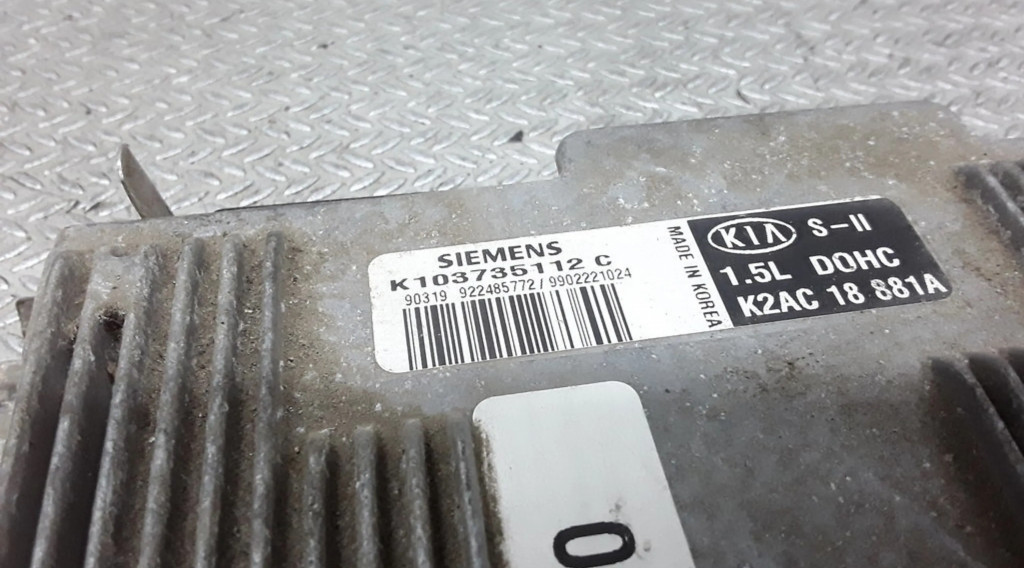 SIEMENS
K103735112 C
90319 922485772 / 9902221024
MADE IN KOREA
KIA S-II
1.5L DOHC
K2AC 18 881A
0